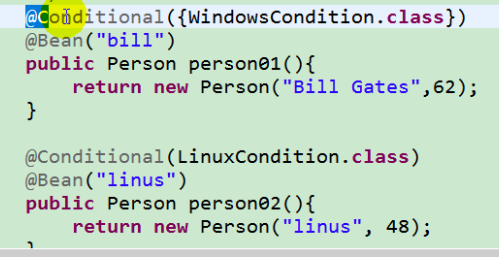 @Conditional({WindowsCondition.class})
@Bean("bill")
public Person person01(){
    return new Person("Bill Gates",62);
}

@Conditional(LinuxCondition.class)
@Bean("linus")
public Person person02(){
    return new Person("linus", 48);
}